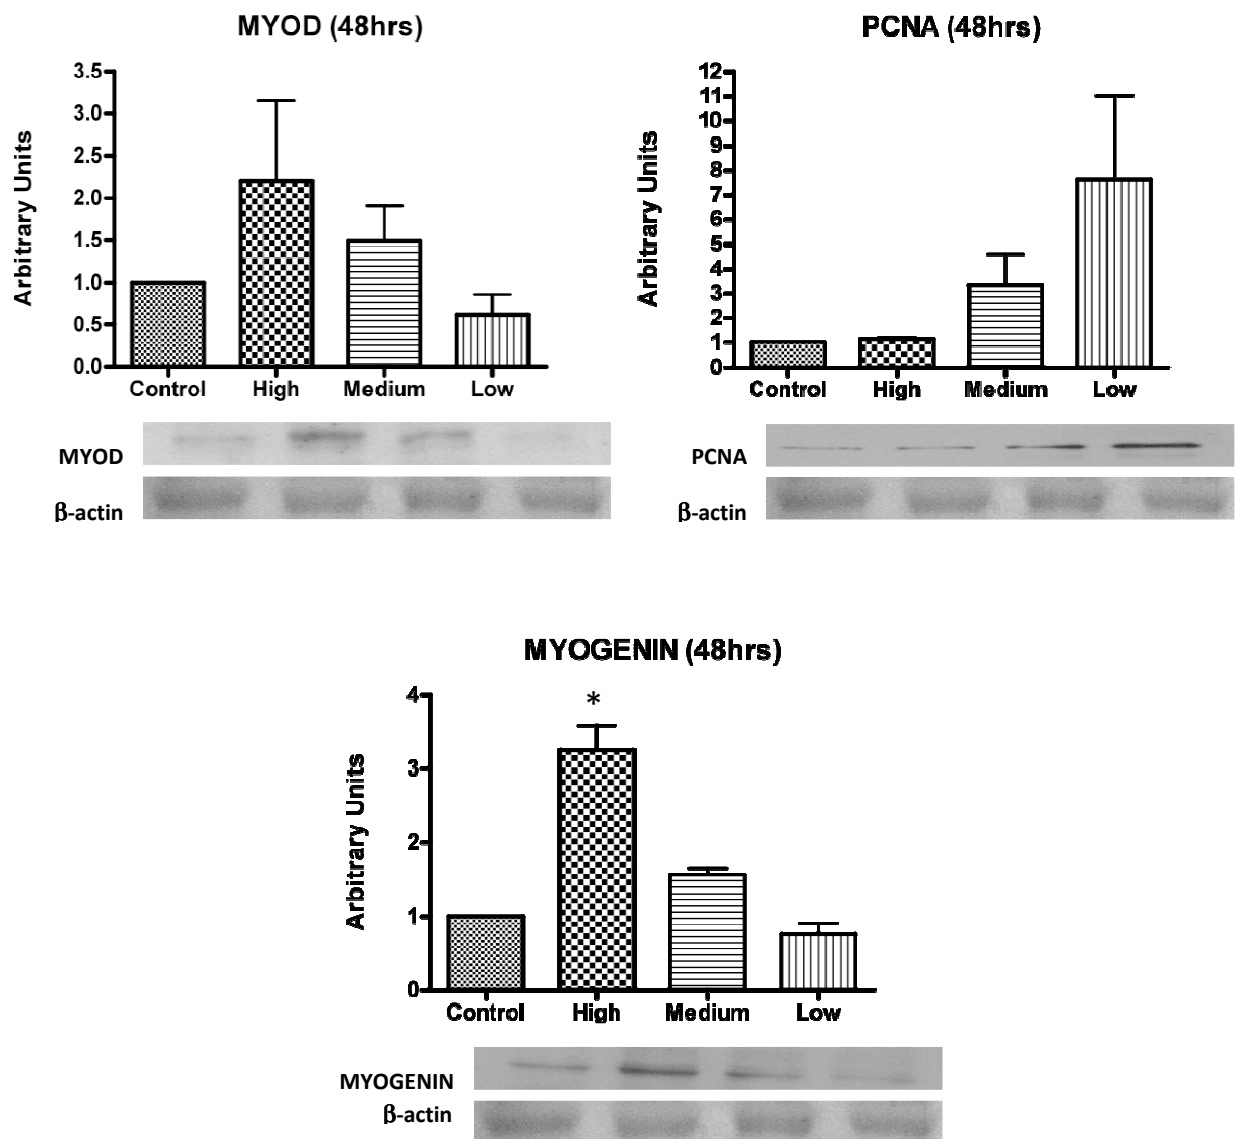 MYOD (48hrs)
Arbitrary Units
3.5
3.0
2.5
2.0
1.5
1.0
0.5
0.0
Control High Medium Low
MYOD
β-actin
PCNA (48hrs)
Arbitrary Units
12
11
10
9
8
7
6
5
4
3
2
1
0
Control High Medium Low
PCNA
β-actin
MYOGENIN (48hrs)
Arbitrary Units
4
3
2
1
0
*
Control High Medium Low
MYOGENIN
β-actin